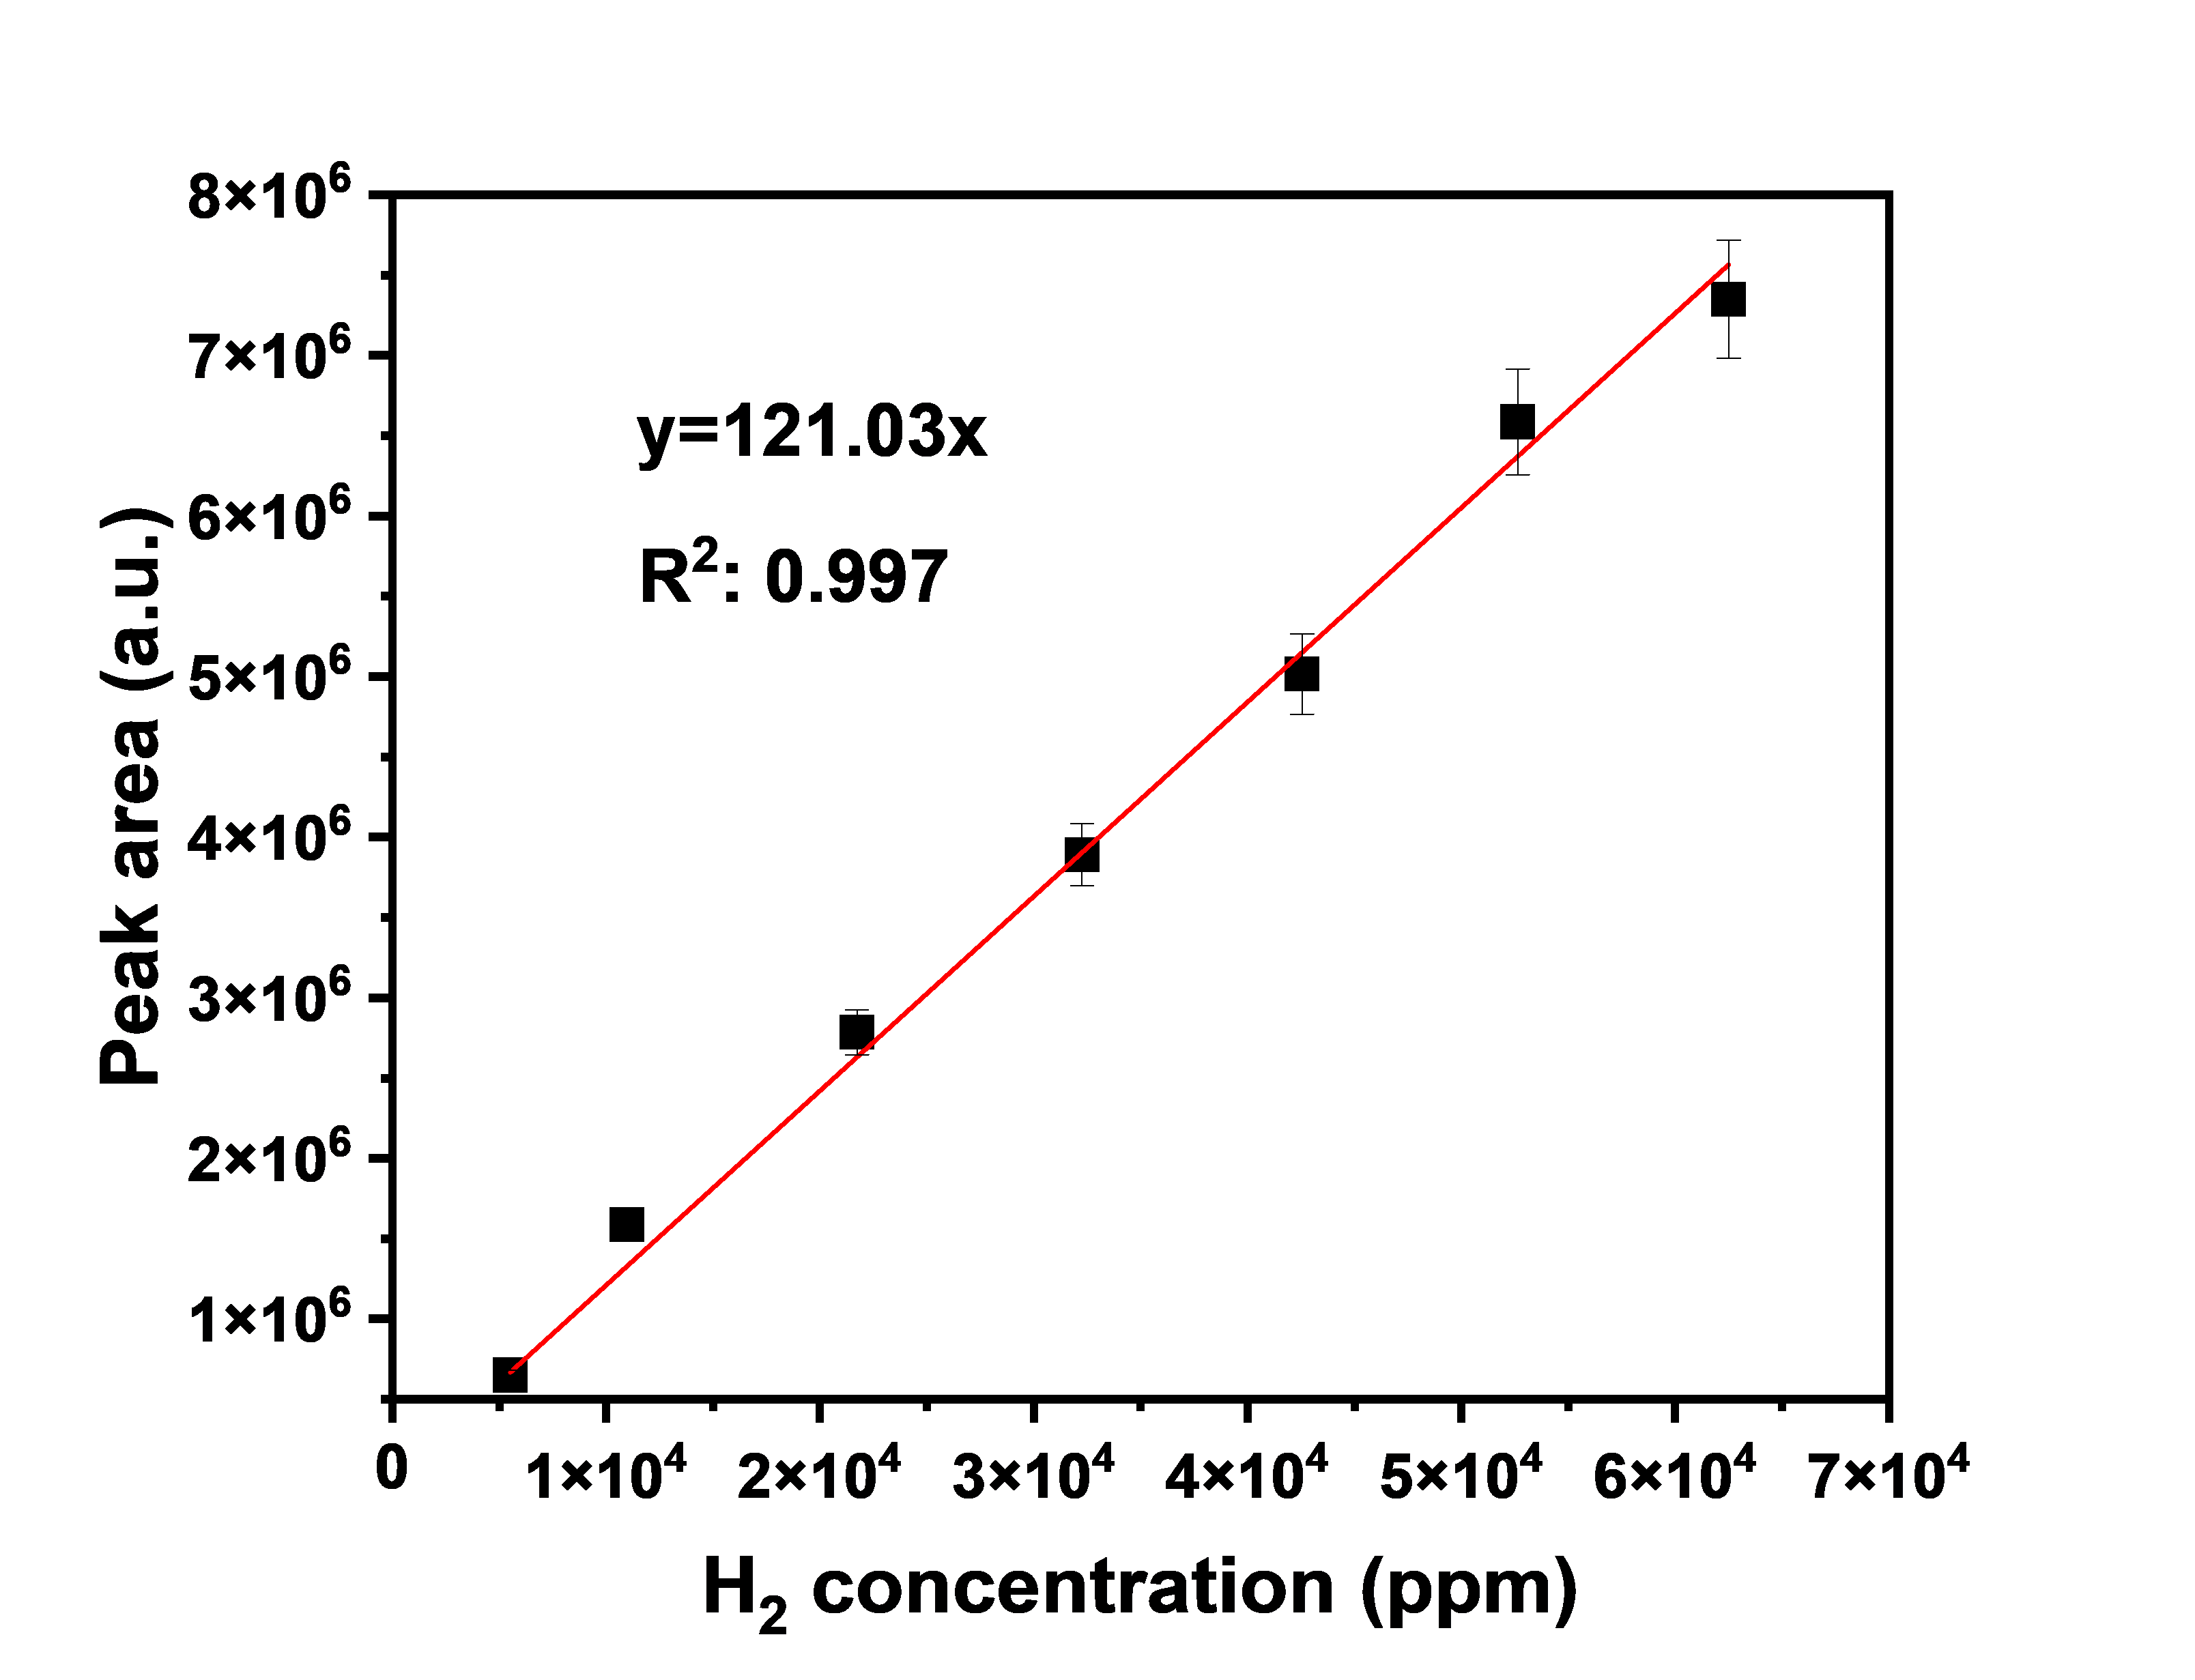 8×10⁶
7×10⁶
6×10⁶
5×10⁶
4×10⁶
3×10⁶
2×10⁶
1×10⁶
Peak area (a.u.)
y=121.03x
R²: 0.997
0 1×10⁴ 2×10⁴ 3×10⁴ 4×10⁴ 5×10⁴ 6×10⁴ 7×10⁴
H₂ concentration (ppm)